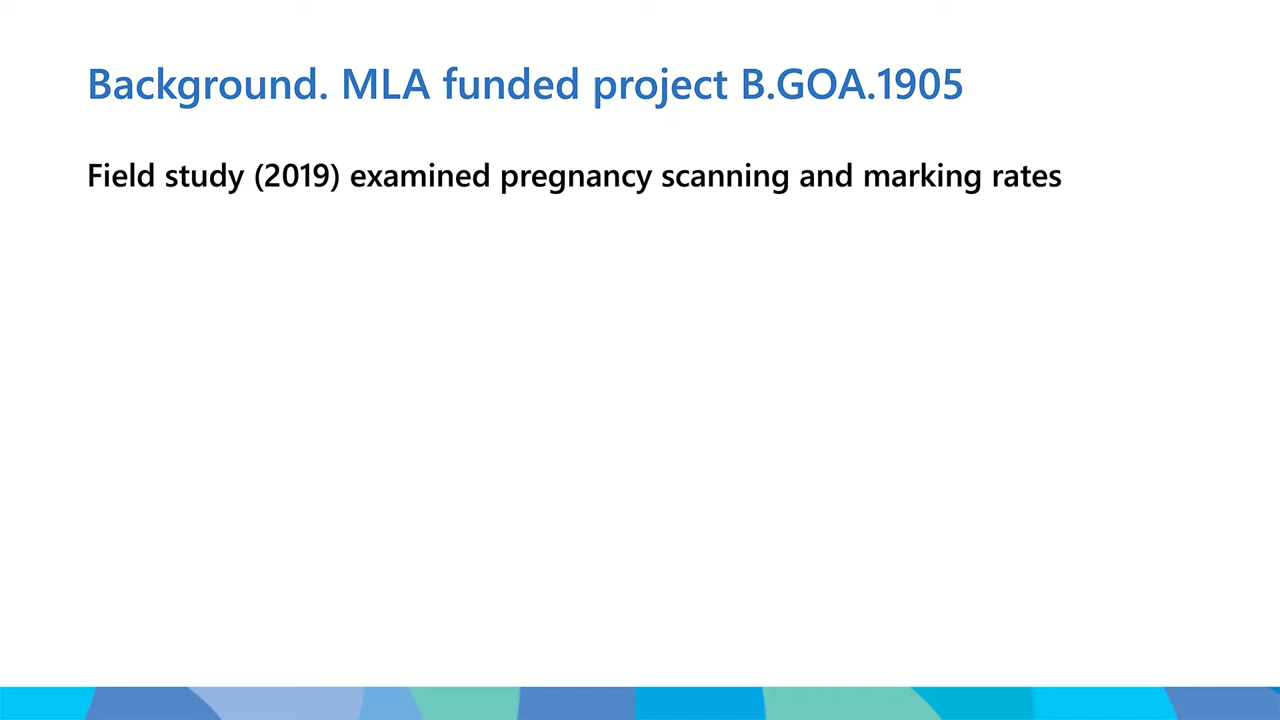 Background. MLA funded project B.GOA.1905
Field study (2019) examined pregnancy scanning and marking rates